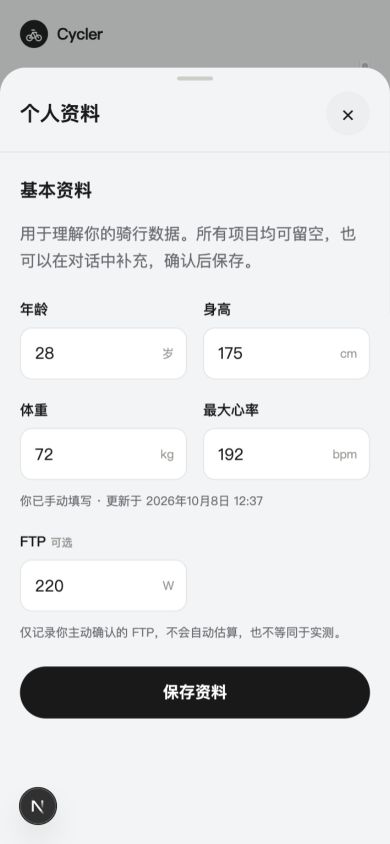 Cycler
个人资料
基本资料
用于理解你的骑行数据。所有项目均可留空，也
可以在对话中补充，确认后保存。
年龄 身高
28 岁 175 cm
体重 最大心率
72 kg 192 bpm
你已手动填写 · 更新于 2026年10月8日 12:37
FTP 可选
220 W
仅记录你主动确认的 FTP，不会自动估算，也不等同于实测。
保存资料
N